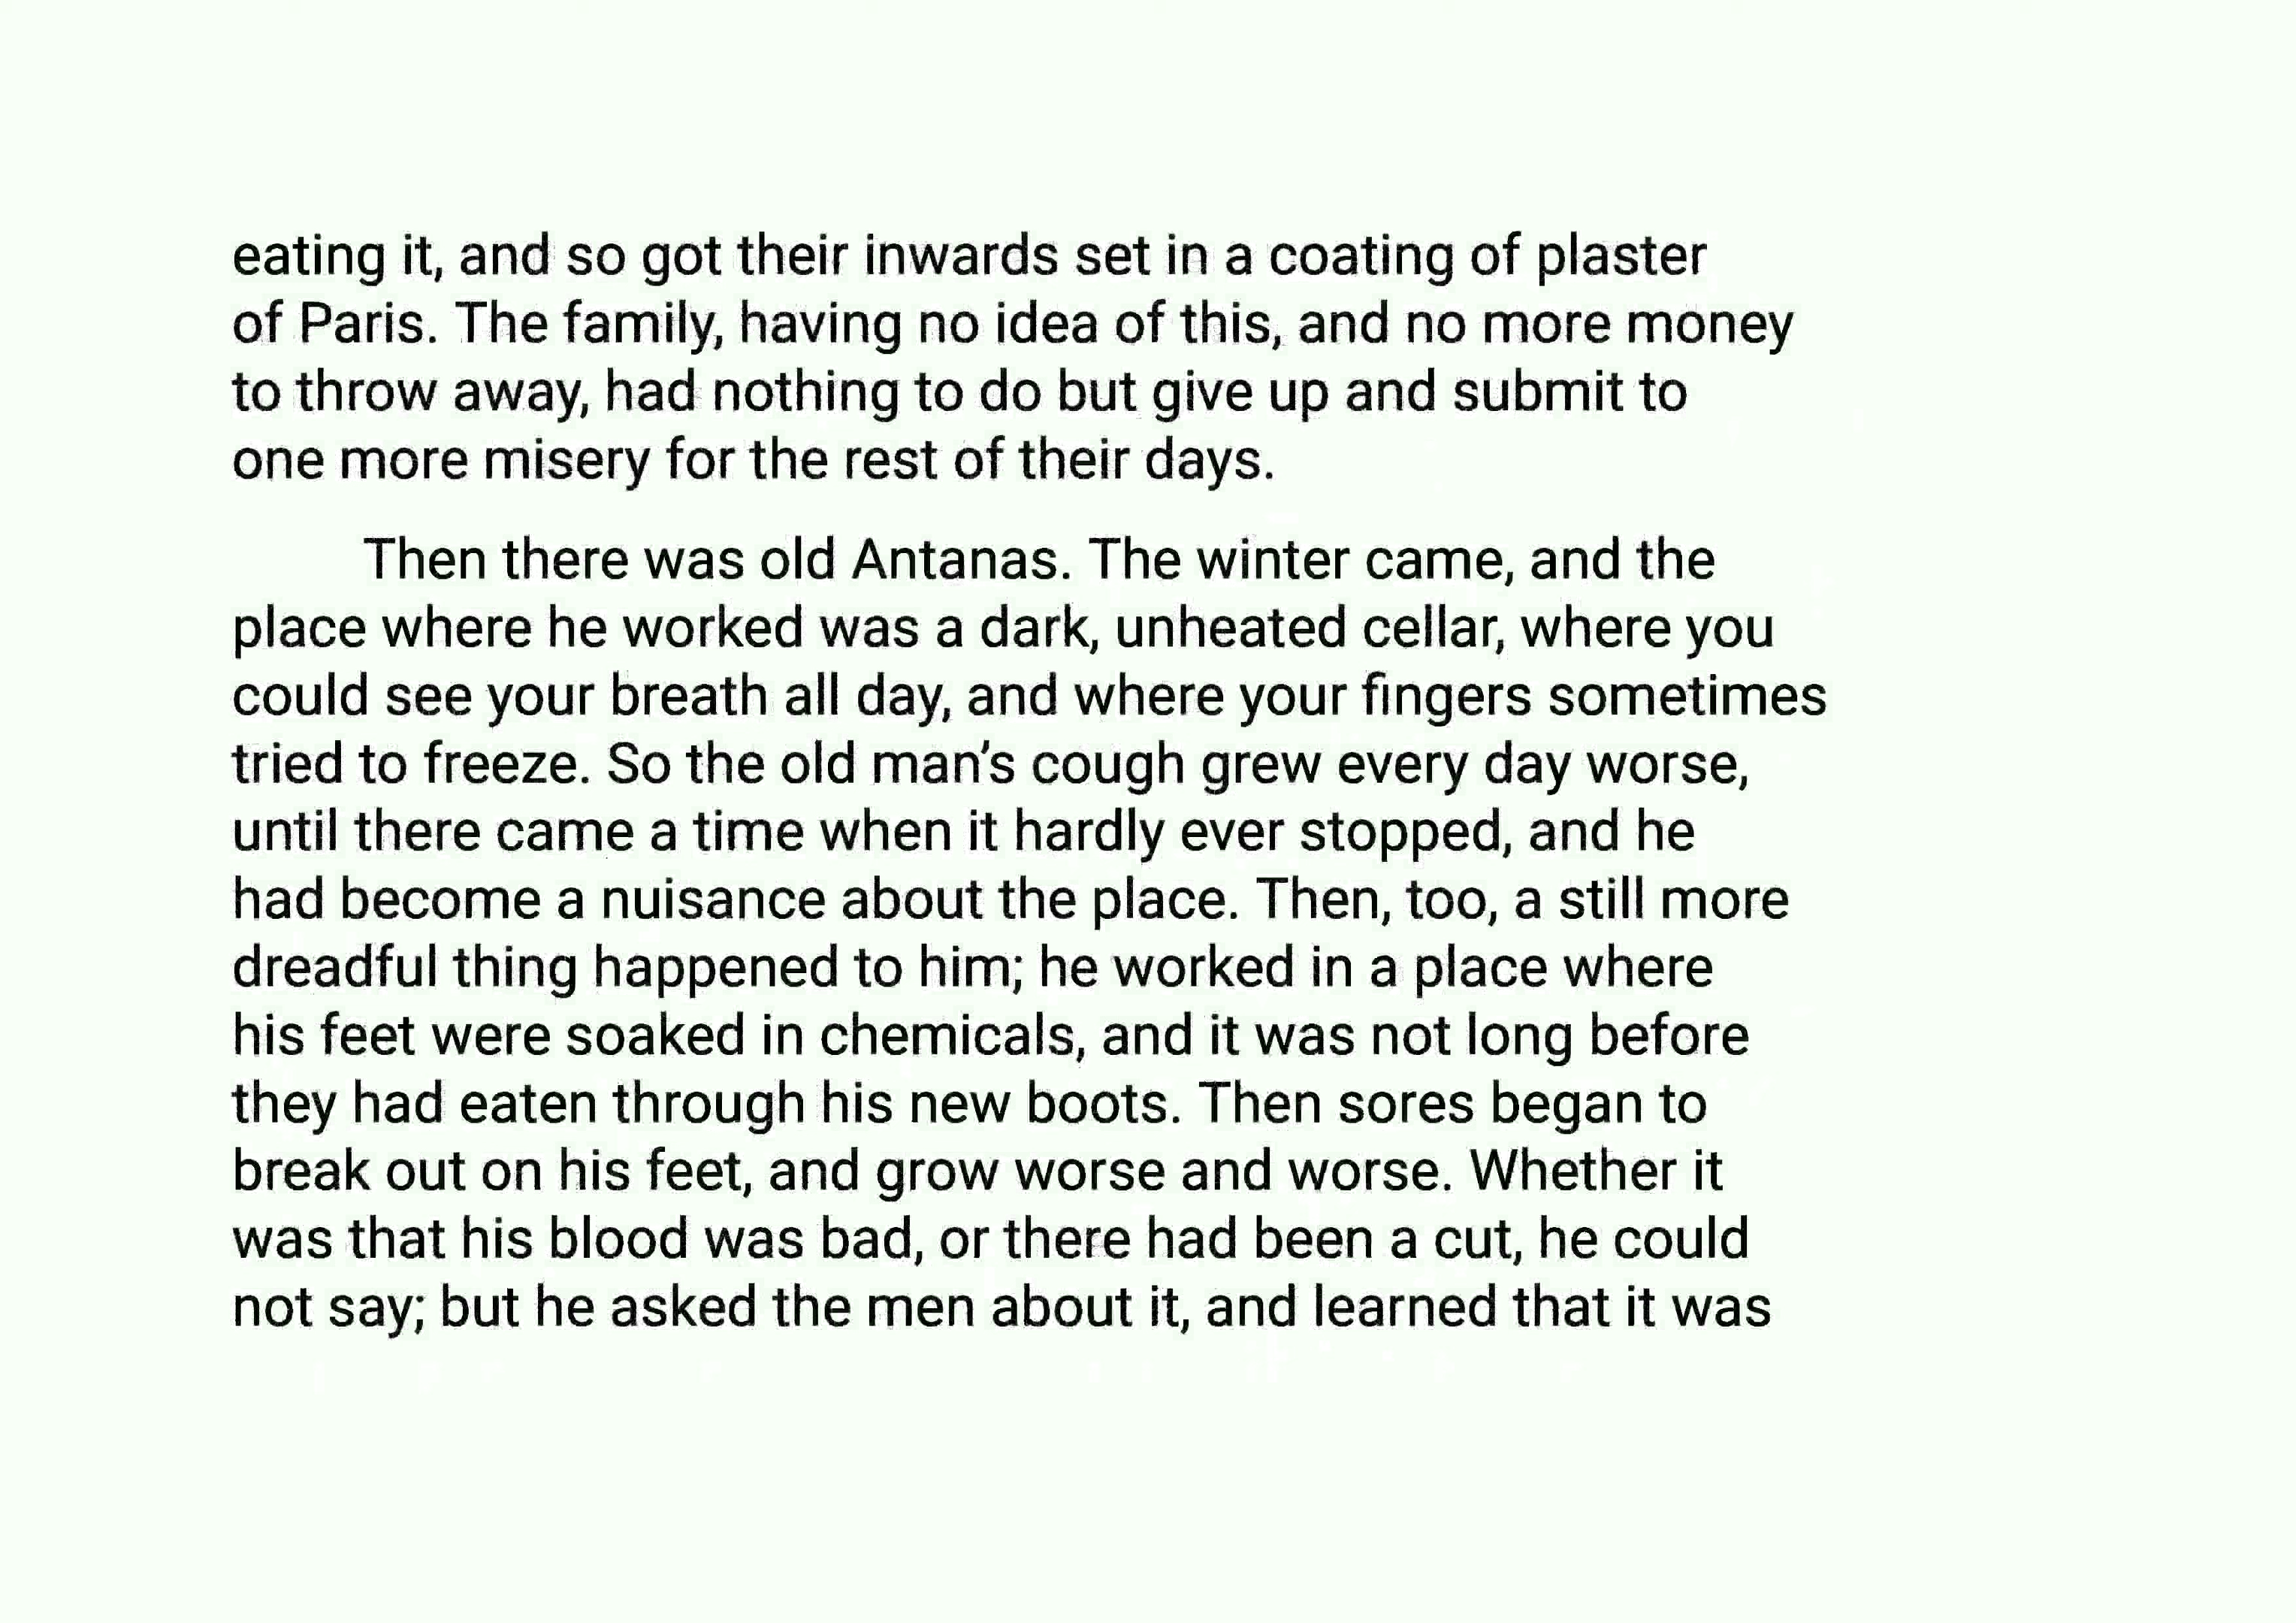 eating it, and so got their inwards set in a coating of plaster
of Paris. The family, having no idea of this, and no more money
to throw away, had nothing to do but give up and submit to
one more misery for the rest of their days.
Then there was old Antanas. The winter came, and the
place where he worked was a dark, unheated cellar, where you
could see your breath all day, and where your fingers sometimes
tried to freeze. So the old man’s cough grew every day worse,
until there came a time when it hardly ever stopped, and he
had become a nuisance about the place. Then, too, a still more
dreadful thing happened to him; he worked in a place where
his feet were soaked in chemicals, and it was not long before
they had eaten through his new boots. Then sores began to
break out on his feet, and grow worse and worse. Whether it
was that his blood was bad, or there had been a cut, he could
not say; but he asked the men about it, and learned that it was